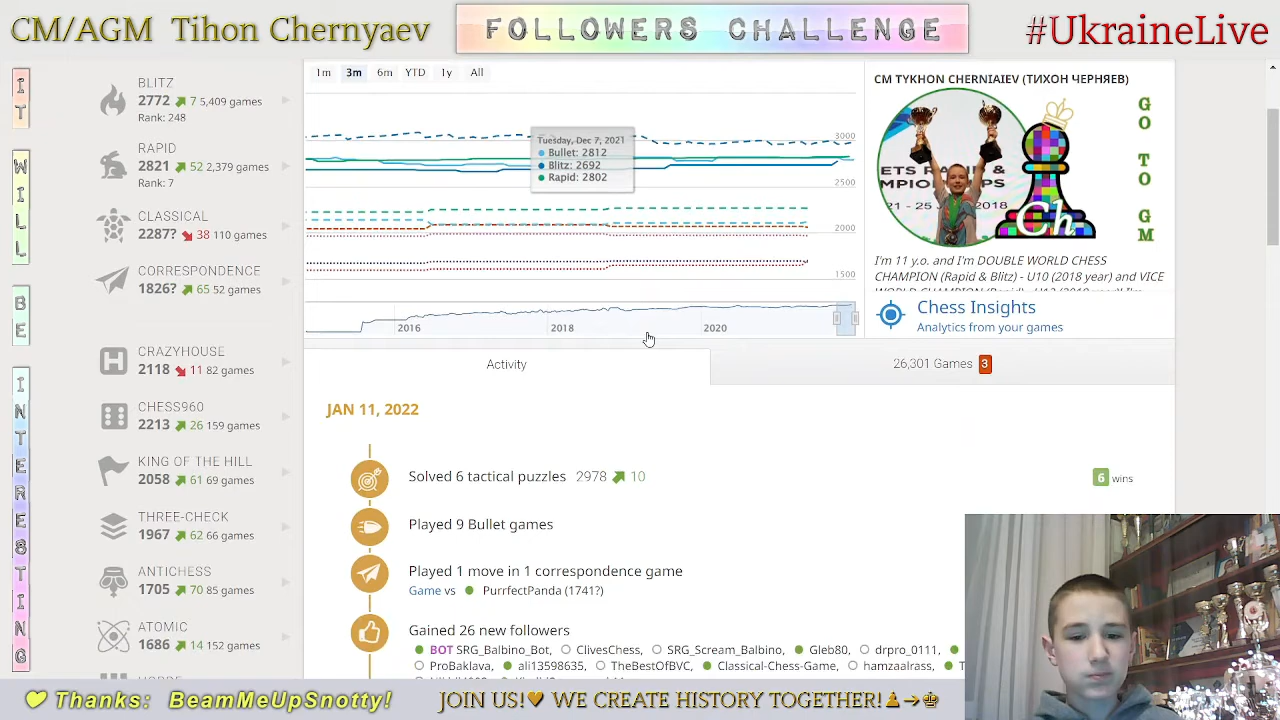 CM/AGM Tihon Chernyaev
FOLLOWERS CHALLENGE
#UkraineLive
IT
WILL
BE
INTERESTING
BLITZ
2772 7 5,409 games
Rank: 248
RAPID
2821 52 2,379 games
Rank: 7
CLASSICAL
2287? 38 110 games
CORRESPONDENCE
1826? 65 52 games
CRAZYHOUSE
2118 11 82 games
CHESS960
2213 26 159 games
KING OF THE HILL
2058 61 69 games
THREE-CHECK
1967 62 66 games
ANTICHESS
1705 70 85 games
ATOMIC
1686 14 152 games
1m 3m 6m YTD 1y All
Tuesday, Dec 7, 2021
Bullet: 2812
Blitz: 2692
Rapid: 2802
3000
2500
2000
1500
2016 2018 2020
CM TYKHON CHERNIAIEV (ТИХОН ЧЕРНЯЕВ)
ETS RAPID &
MPIO
21 - 25 2018
Ch
GO
TO
GM
I'm 11 y.o. and I'm DOUBLE WORLD CHESS
CHAMPION (Rapid & Blitz) - U10 (2018 year) and VICE
Chess Insights
Analytics from your games
Activity
26,301 Games 3
JAN 11, 2022
Solved 6 tactical puzzles 2978 10
6 wins
Played 9 Bullet games
Played 1 move in 1 correspondence game
Game vs PurrfectPanda (1741?)
Gained 26 new followers
BOT SRG_Balbino_Bot, ClivesChess, SRG_Scream_Balbino, Gleb80, drpro_0111,
ProBaklava, ali13598635, TheBestOfBVC, Classical-Chess-Game, hamzaalrass,
Thanks: BeamMeUpSnotty!
JOIN US! WE CREATE HISTORY TOGETHER! ♟→♚